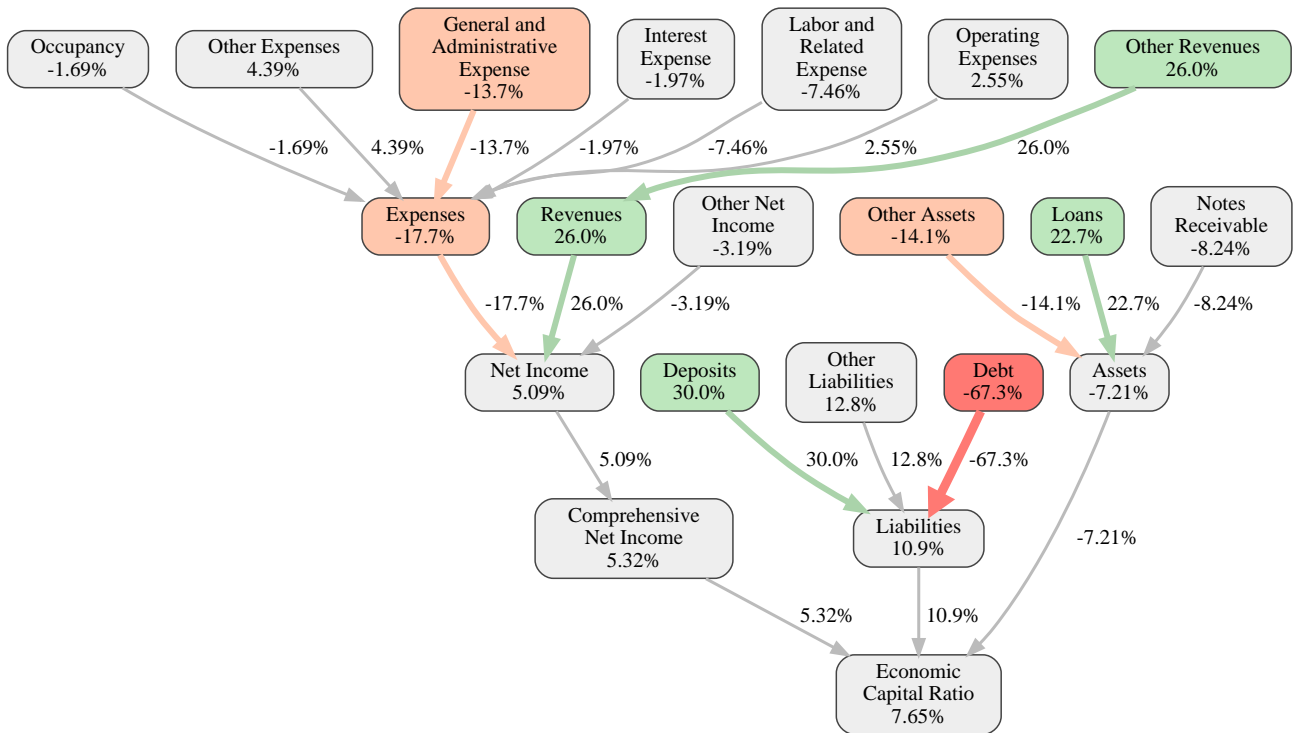 Occupancy
-1.69%
Other Expenses
4.39%
General and
Administrative
Expense
-13.7%
Interest
Expense
-1.97%
Labor and
Related
Expense
-7.46%
Operating
Expenses
2.55%
Other Revenues
26.0%
-1.69%
4.39%
-13.7%
-1.97%
-7.46%
2.55%
26.0%
Expenses
-17.7%
Revenues
26.0%
Other Net
Income
-3.19%
Other Assets
-14.1%
Loans
22.7%
Notes
Receivable
-8.24%
-17.7%
26.0%
-3.19%
-14.1%
22.7%
-8.24%
Net Income
5.09%
Deposits
30.0%
Other
Liabilities
12.8%
Debt
-67.3%
Assets
-7.21%
5.09%
30.0%
12.8%
-67.3%
Comprehensive
Net Income
5.32%
Liabilities
10.9%
-7.21%
5.32%
10.9%
Economic
Capital Ratio
7.65%